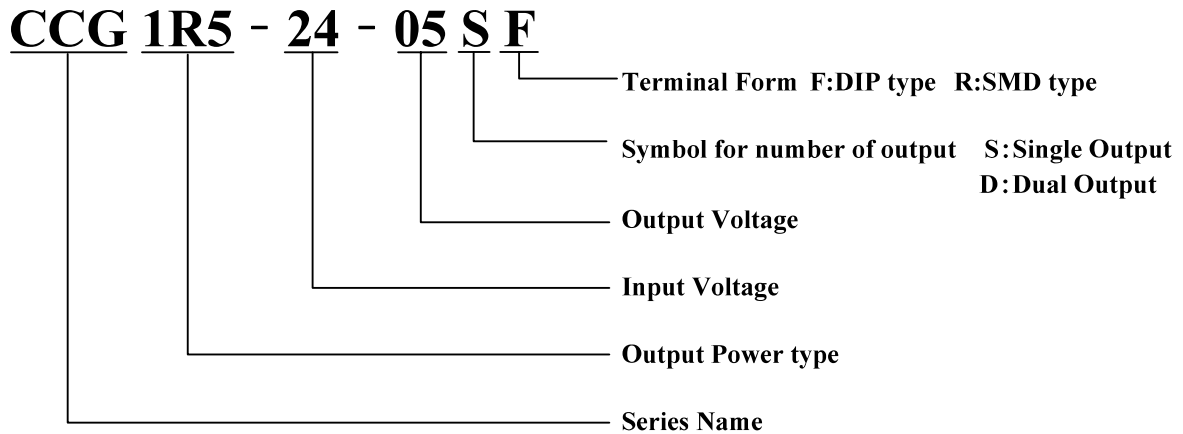 CCG 1R5 - 24 - 05 S F
Terminal Form F:DIP type R:SMD type
Symbol for number of output S:Single Output
D:Dual Output
Output Voltage
Input Voltage
Output Power type
Series Name